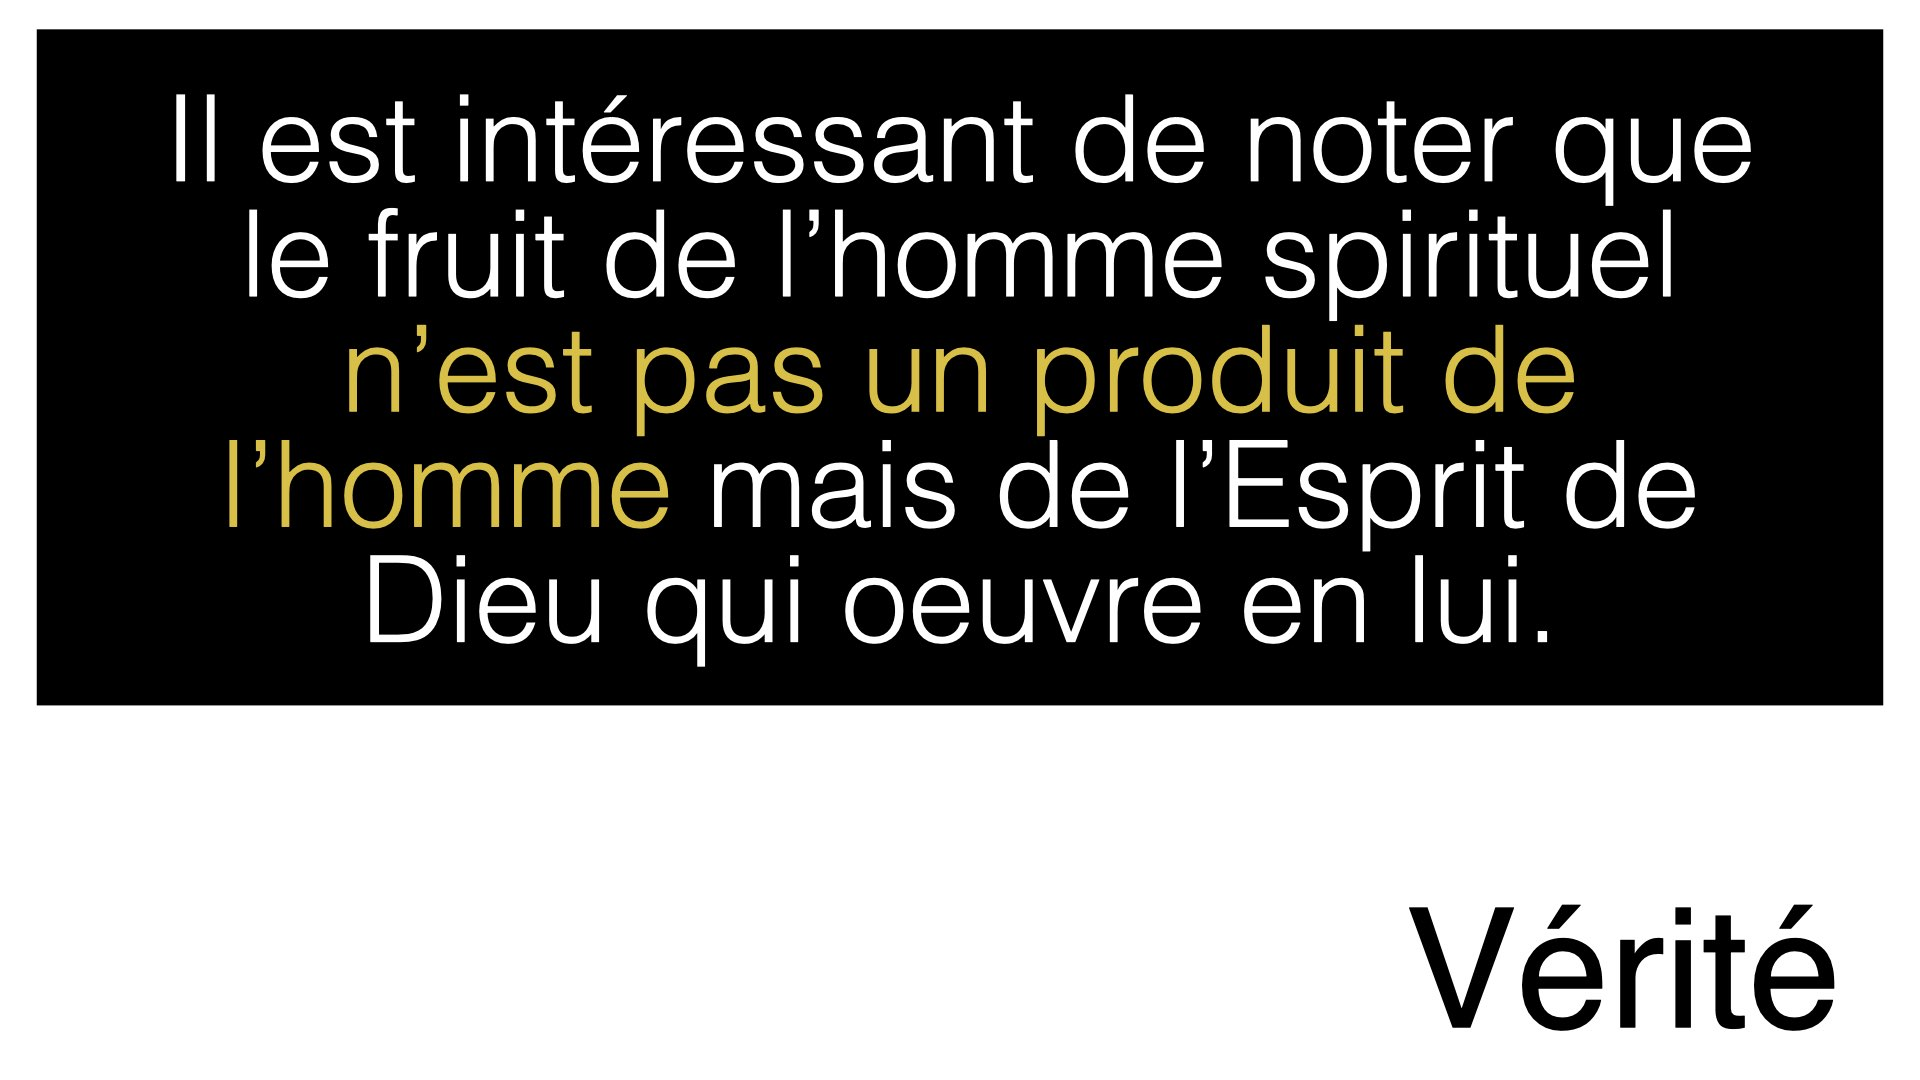 Il est intéressant de noter que
le fruit de l’homme spirituel
n’est pas un produit de
l’homme mais de l’Esprit de
Dieu qui oeuvre en lui.
Vérité